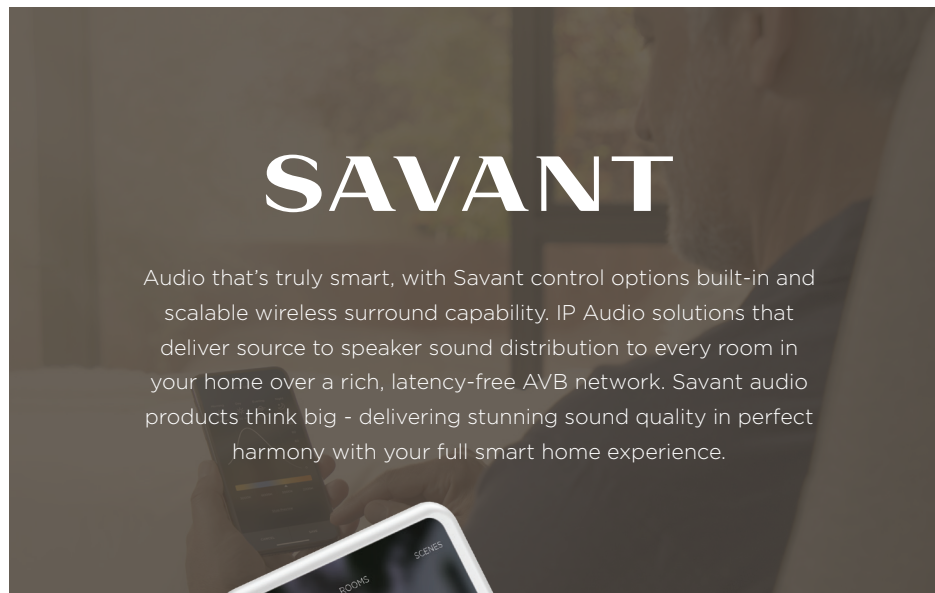 SAVANT
Audio that’s truly smart, with Savant control options built-in and
scalable wireless surround capability. IP Audio solutions that
deliver source to speaker sound distribution to every room in
your home over a rich, latency-free AVB network. Savant audio
products think big - delivering stunning sound quality in perfect
harmony with your full smart home experience.
SCENES
ROOMS